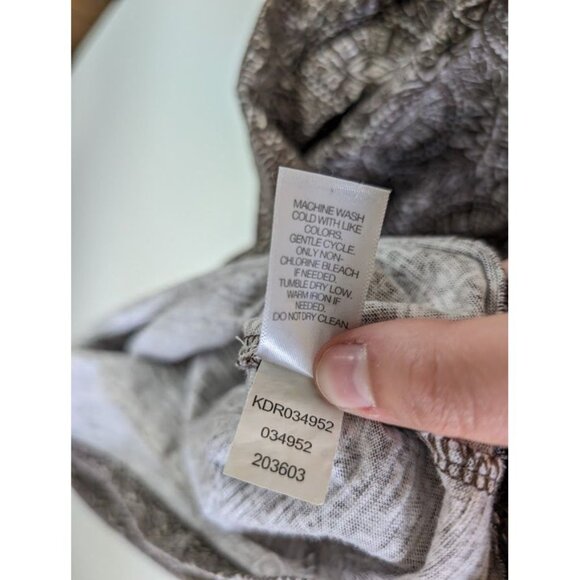 MACHINE WASH
COLD WITH LIKE
COLORS.
GENTLE CYCLE.
ONLY NON-
CHLORINE BLEACH
IF NEEDED.
TUMBLE DRY LOW.
WARM IRON IF
NEEDED.
DO NOT DRY CLEAN
KDR034952
034952
203603